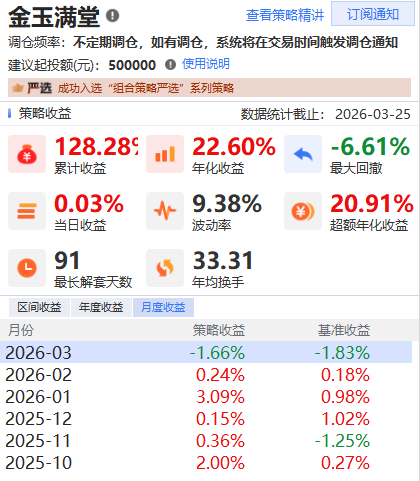 金玉满堂 查看策略精讲 订阅通知
调仓频率：不定期调仓，如有调仓，系统将在交易时间触发调仓通知
建议起投额(元)： 500000 使用说明
严选 成功入选“组合策略严选”系列策略
策略收益 数据统计截止： 2026-03-25
128.28% 22.60% -6.61%
累计收益 年化收益 最大回撤
0.03% 9.38% 20.91%
当日收益 波动率 超额年化收益
91 33.31
最长解套天数 年均换手
区间收益 年度收益 月度收益
月份 策略收益 基准收益
2026-03 -1.66% -1.83%
2026-02 0.24% 0.18%
2026-01 3.09% 0.98%
2025-12 0.15% 1.02%
2025-11 0.36% -1.25%
2025-10 2.00% 0.27%